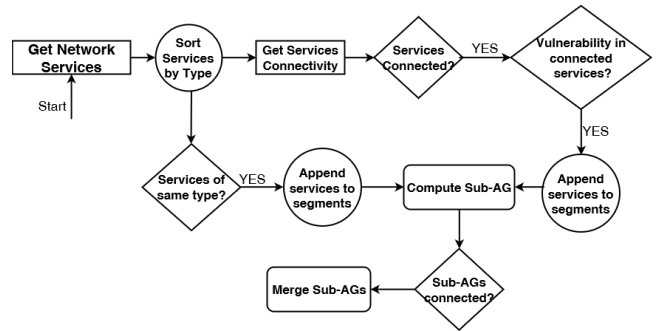 Get Network
Services
Start
Sort
Services
by Type
Get Services
Connectivity
Services
Connected?
YES
Vulnerability in
connected
services?
YES
Services of
same type?
YES
Append
services to
segments
Compute Sub-AG
Append
services to
segments
Merge Sub-AGs
Sub-AGs
connected?